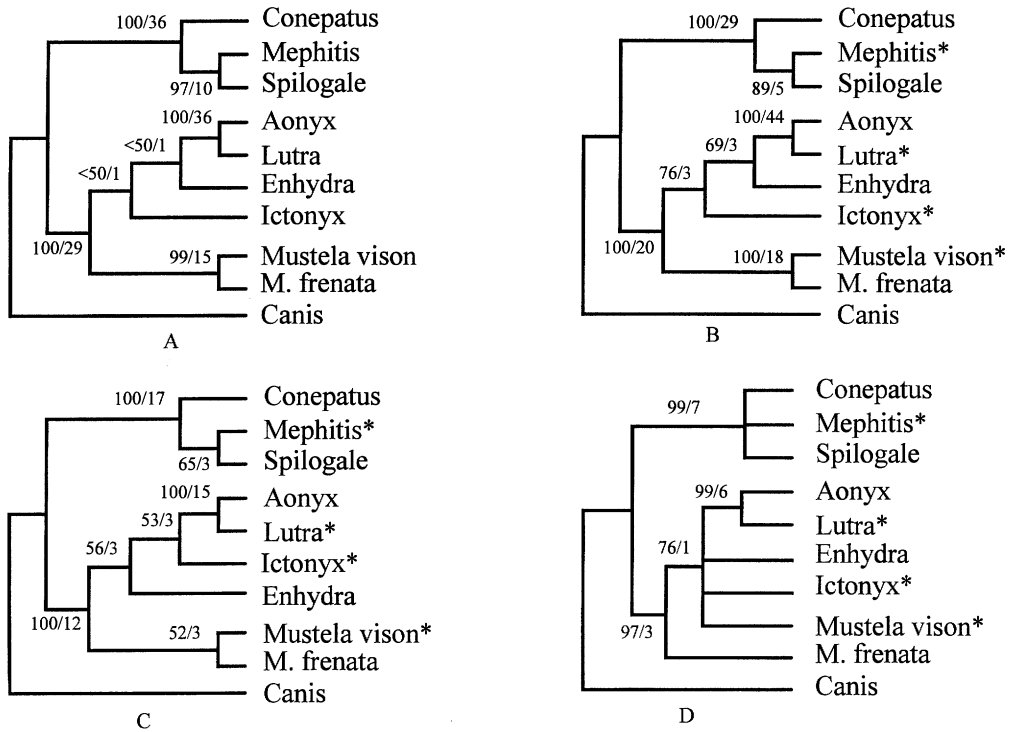 100/36 Conepatus
Mephitis
97/10 Spilogale
100/36 Aonyx
<50/1 Lutra
<50/1 Enhydra
Ictonyx
100/29 99/15 Mustela vison
M. frenata
Canis
A
100/29 Conepatus
Mephitis*
89/5 Spilogale
100/44 Aonyx
69/3 Lutra*
76/3 Enhydra
Ictonyx*
100/20 100/18 Mustela vison*
M. frenata
Canis
B
100/17 Conepatus
Mephitis*
65/3 Spilogale
100/15 Aonyx
53/3 Lutra*
56/3 Ictonyx*
Enhydra
100/12 52/3 Mustela vison*
M. frenata
Canis
C
99/7 Conepatus
Mephitis*
Spilogale
99/6 Aonyx
Lutra*
76/1 Enhydra
Ictonyx*
97/3 Mustela vison*
M. frenata
Canis
D